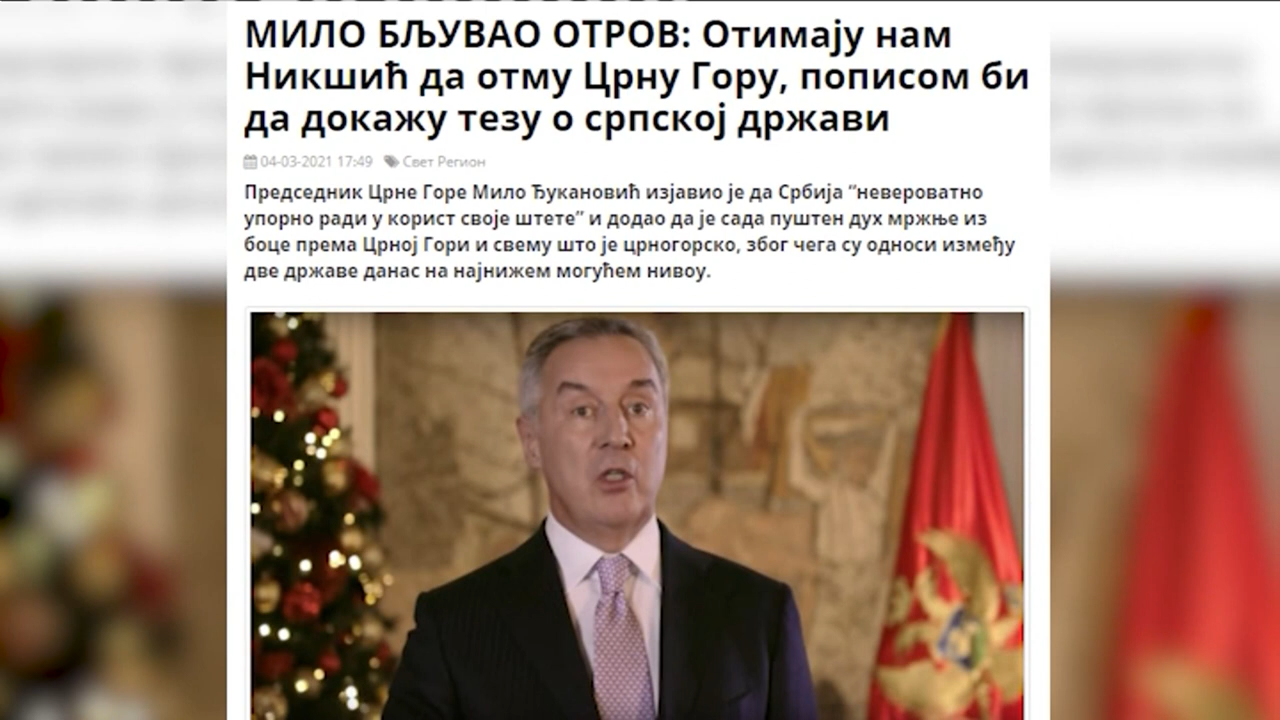 МИЛО БЉУВАО ОТРОВ: Отимају нам
Никшић да отму Црну Гору, пописом би
да докажу тезу о српској држави
04-03-2021 17:49 Свет Регион
Председник Црне Горе Мило Ђукановић изјавио је да Србија “невероватно
упорно ради у корист своје штете” и додао да је сада пуштен дух мржње из
боце према Црној Гори и свему што је црногорско, због чега су односи између
две државе данас на најнижем могућем нивоу.